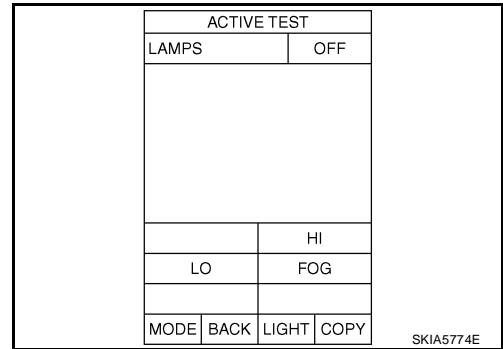 ACTIVE TEST
LAMPS OFF
HI
LO FOG
MODE BACK LIGHT COPY
SKIA5774E